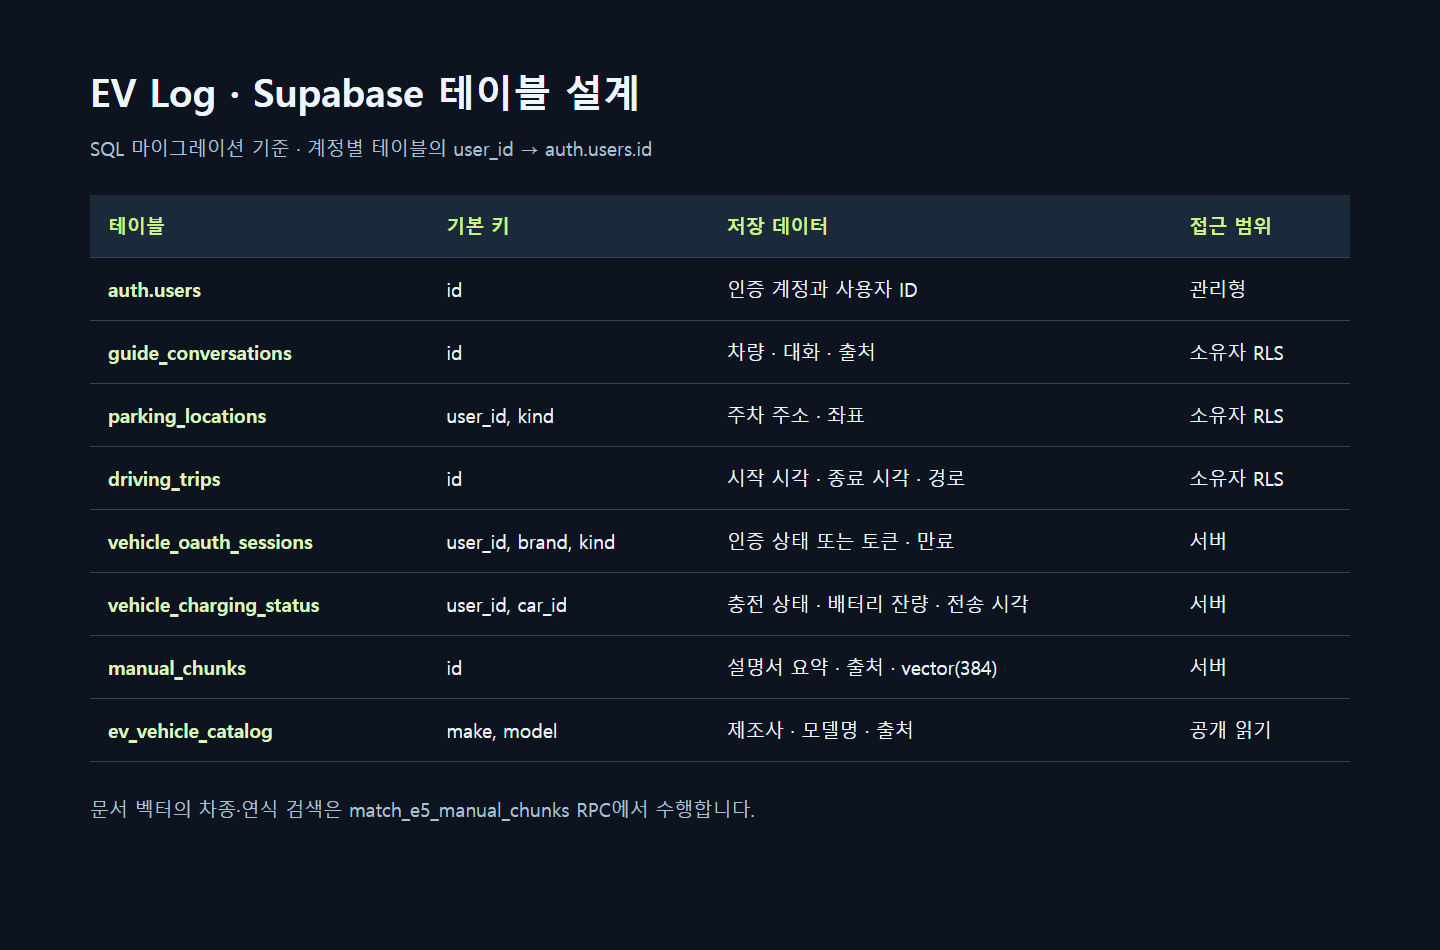 EV Log · Supabase 테이블 설계
SQL 마이그레이션 기준 · 계정별 테이블의 user_id → auth.users.id
테이블 기본 키 저장 데이터 접근 범위
auth.users id 인증 계정과 사용자 ID 관리형
guide_conversations id 차량 · 대화 · 출처 소유자 RLS
parking_locations user_id, kind 주차 주소 · 좌표 소유자 RLS
driving_trips id 시작 시각 · 종료 시각 · 경로 소유자 RLS
vehicle_oauth_sessions user_id, brand, kind 인증 상태 또는 토큰 · 만료 서버
vehicle_charging_status user_id, car_id 충전 상태 · 배터리 잔량 · 전송 시각 서버
manual_chunks id 설명서 요약 · 출처 · vector(384) 서버
ev_vehicle_catalog make, model 제조사 · 모델명 · 출처 공개 읽기
문서 벡터의 차종·연식 검색은 match_e5_manual_chunks RPC에서 수행합니다.